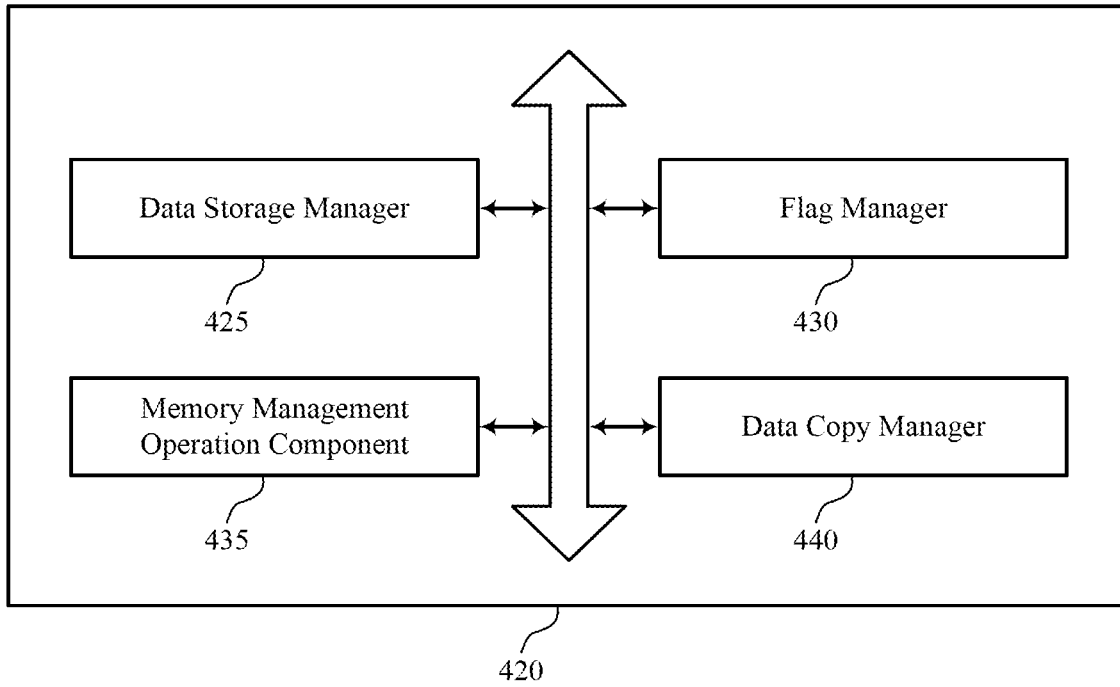 Data Storage Manager
Flag Manager
425
430
Memory Management
Operation Component
Data Copy Manager
435
440
420